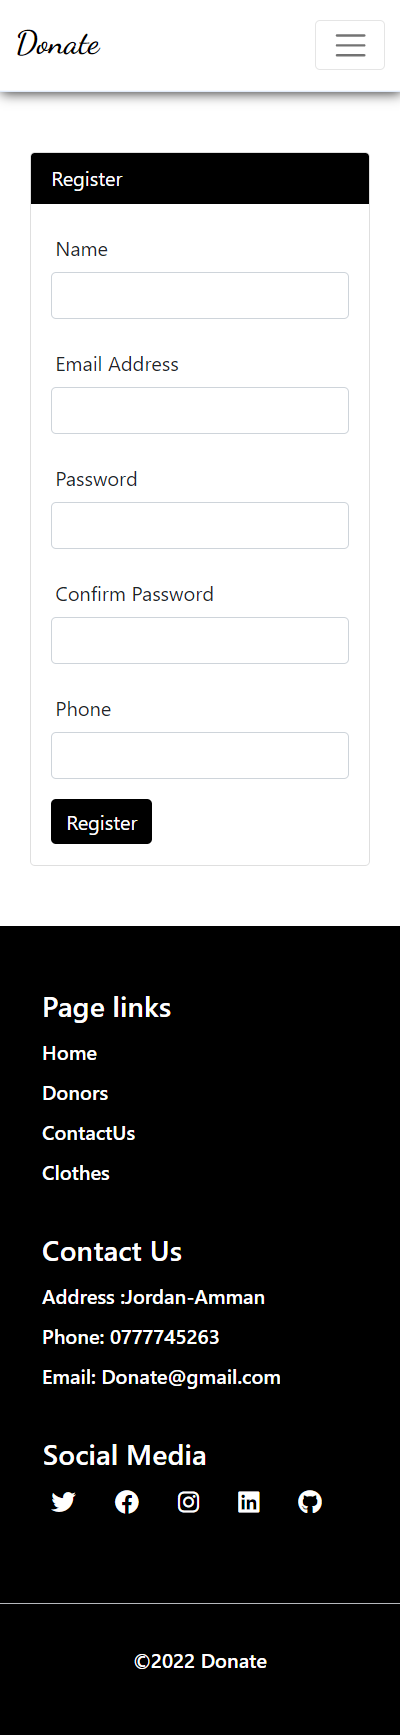 Donate
Register
Name
Email Address
Password
Confirm Password
Phone
Register
Page links
Home
Donors
ContactUs
Clothes
Contact Us
Address :Jordan-Amman
Phone: 0777745263
Email: Donate@gmail.com
Social Media
©2022 Donate